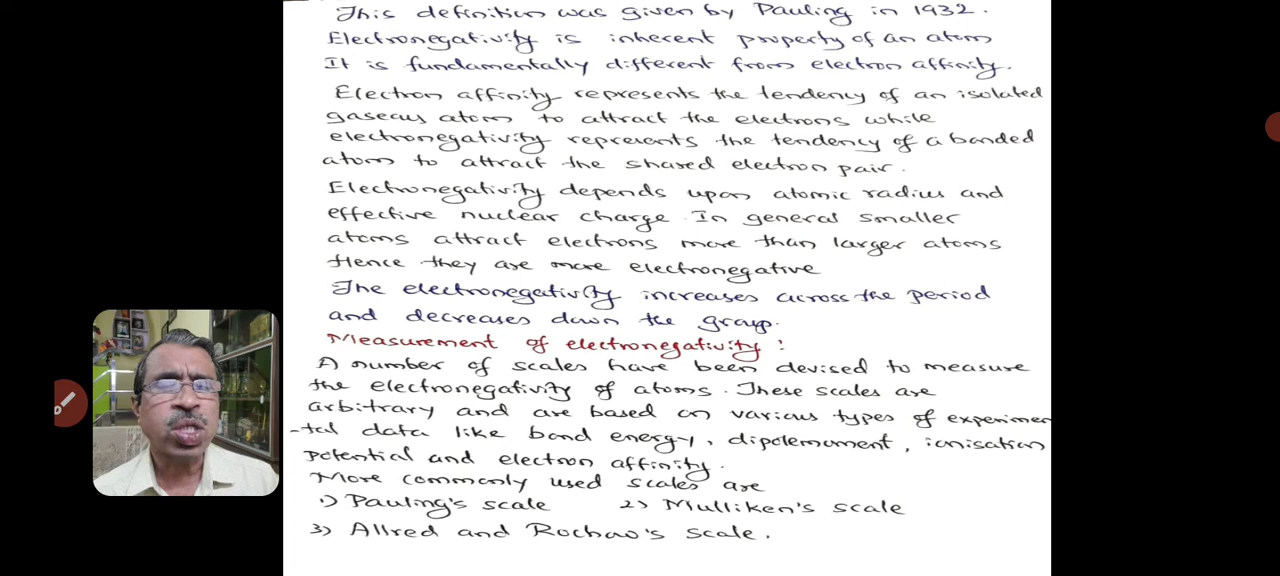 This definition was given by Pauling in 1932.
Electronegativity is inherent property of an atom
It is fundamentally different from electron affinity.
Electron affinity represents the tendency of an isolated
gaseous atom to attract the electrons while
electronegativity represents the tendency of a bonded
atom to attract the shared electron pair.
Electronegativity depends upon atomic radius and
effective nuclear charge. In general smaller
atoms attract electrons more than larger atoms
Hence they are more electronegative
The electronegativity increases across the period
and decreases down the group.
Measurement of electronegativity :
A number of scales have been devised to measure
the electronegativity of atoms. These scales are
arbitrary and are based on various types of experimen
-tal data like bond energy, dipolemoment, ionisation
potential and electron affinity.
More commonly used scales are
1) Pauling's scale 2) Mulliken's scale
3) Allred and Rochow's scale.